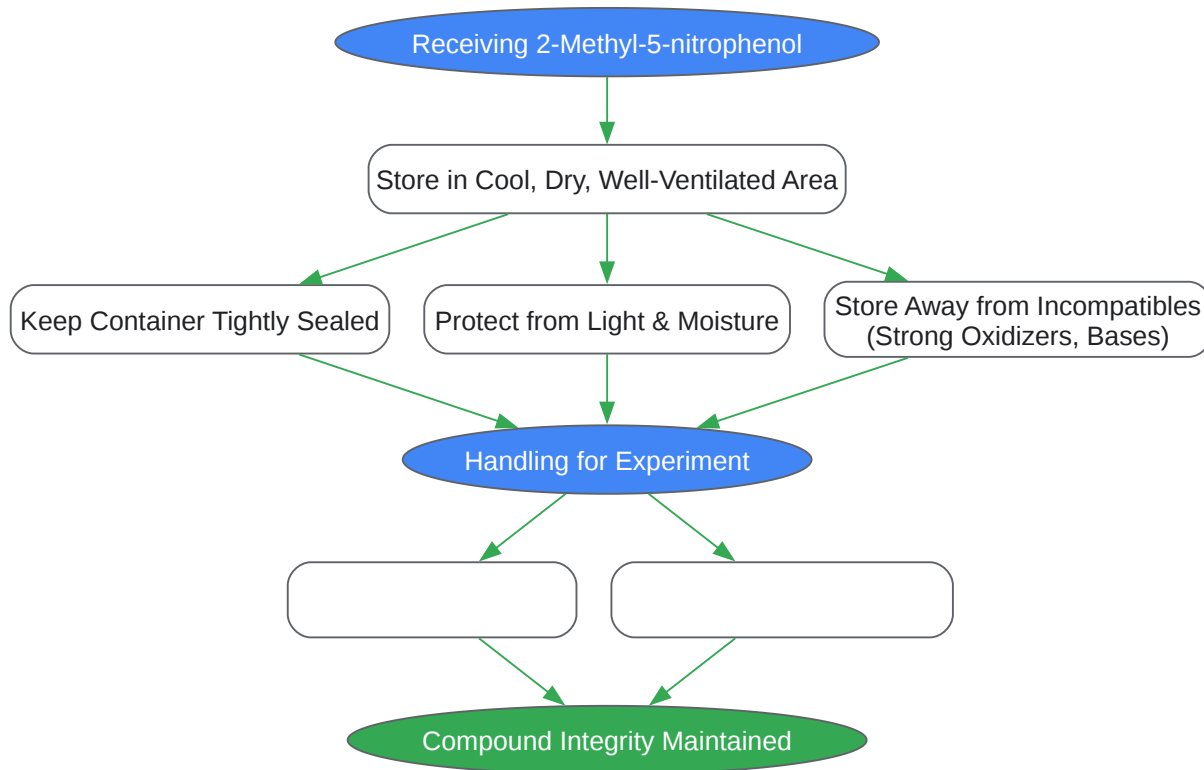 Receiving 2-Methyl-5-nitrophenol
Store in Cool, Dry, Well-Ventilated Area
Keep Container Tightly Sealed
Protect from Light & Moisture
Store Away from Incompatibles
(Strong Oxidizers, Bases)
Handling for Experiment
Compound Integrity Maintained